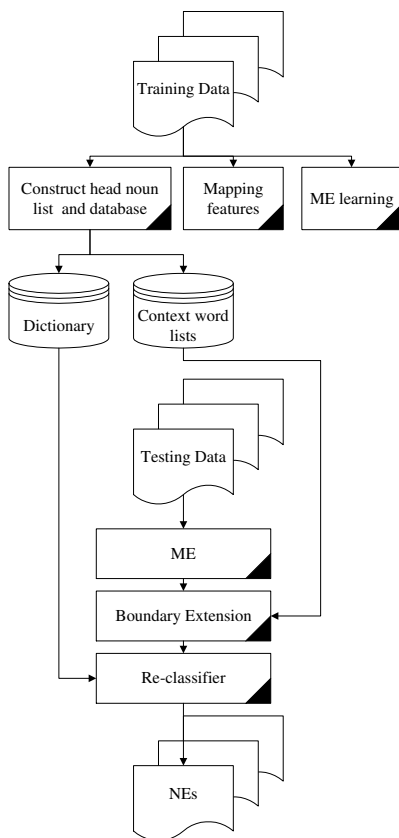 Training Data
Construct head noun
list and database
Mapping
features
ME learning
Dictionary
Context word
lists
Testing Data
ME
Boundary Extension
Re-classifier
NEs